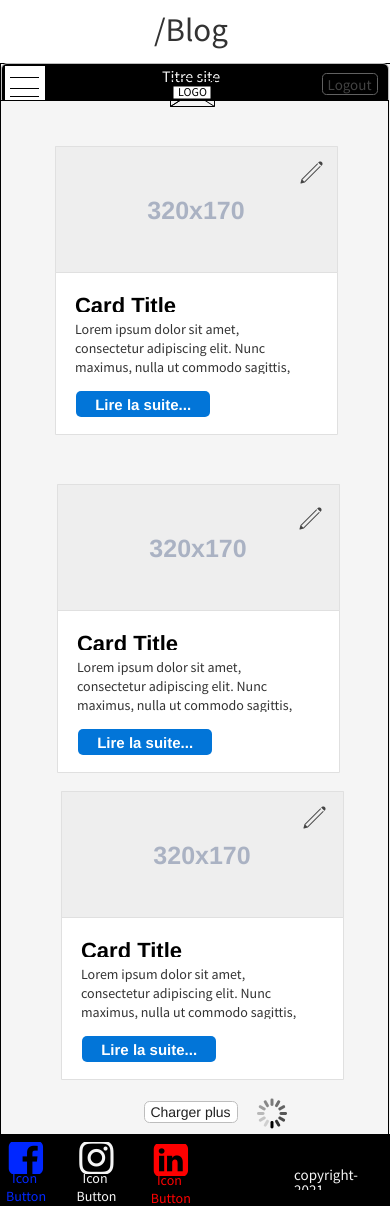 /Blog
Titre site
LOGO
Logout
320x170
Card Title
Lorem ipsum dolor sit amet,
consectetur adipiscing elit. Nunc
maximus, nulla ut commodo sagittis,
Lire la suite...
320x170
Card Title
Lorem ipsum dolor sit amet,
consectetur adipiscing elit. Nunc
maximus, nulla ut commodo sagittis,
Lire la suite...
320x170
Card Title
Lorem ipsum dolor sit amet,
consectetur adipiscing elit. Nunc
maximus, nulla ut commodo sagittis,
Lire la suite...
Charger plus
Icon
Button
Icon
Button
in
Icon
Button
copyright-
2021